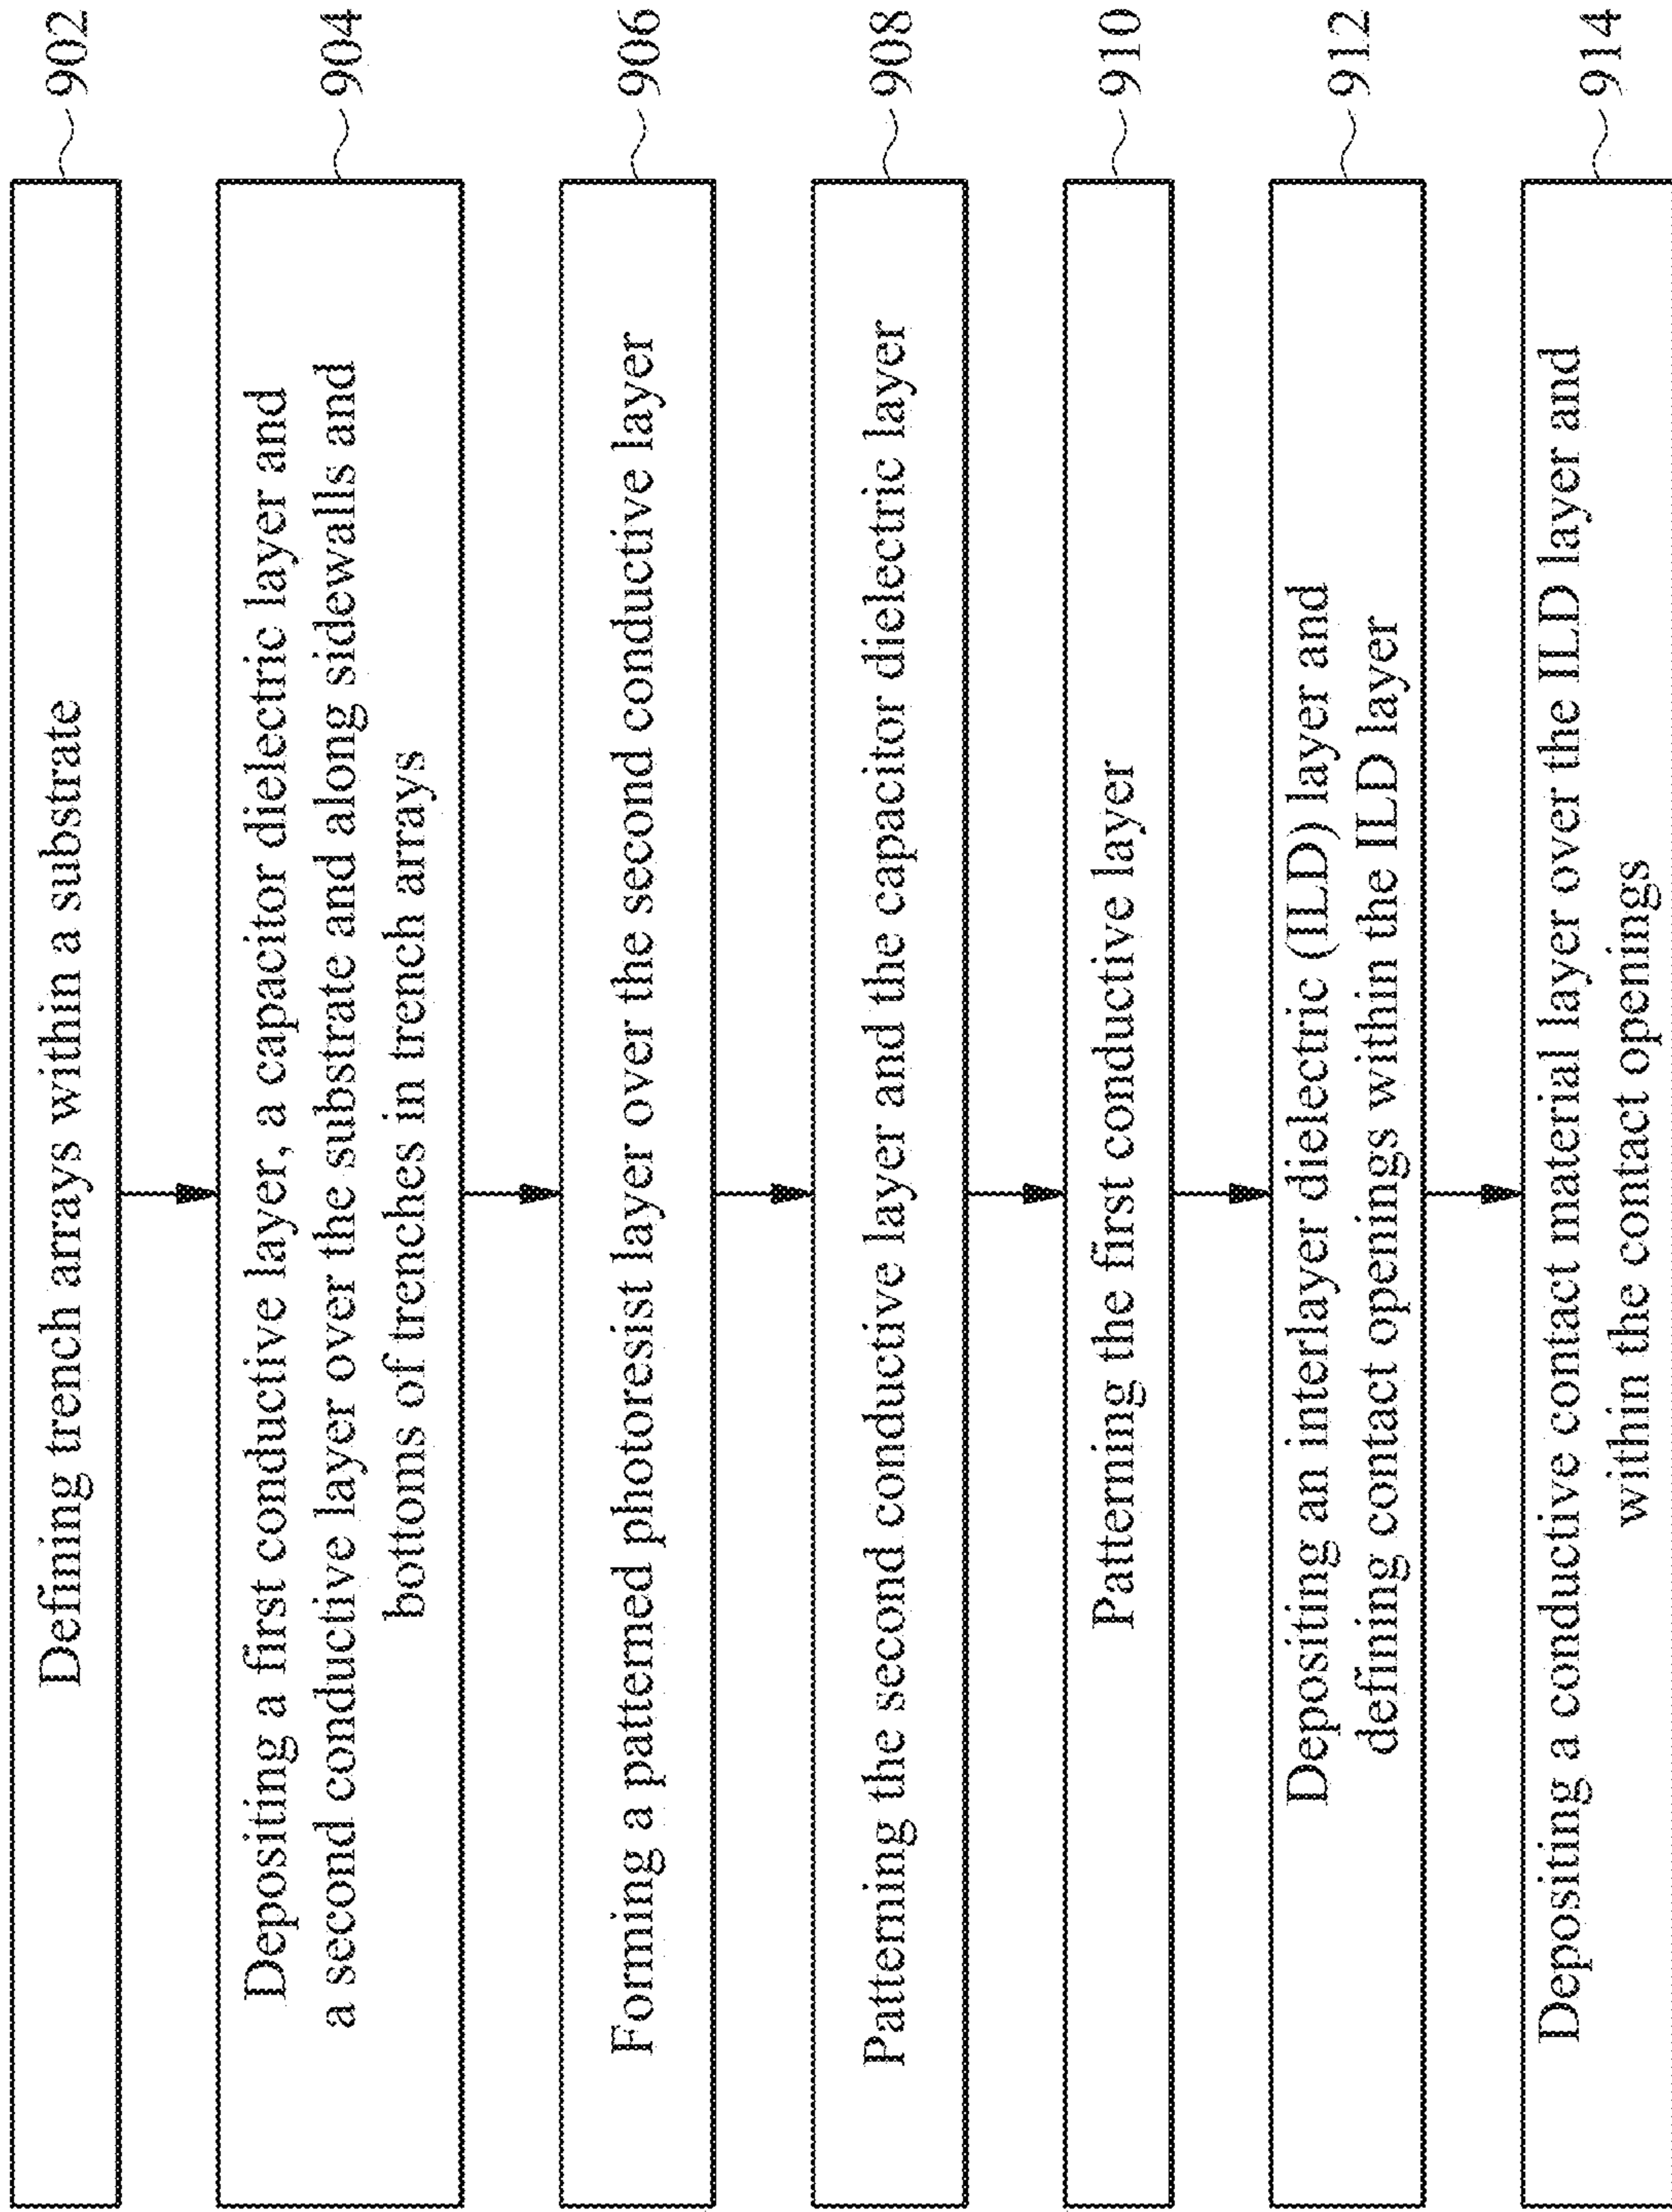 Defining trench arrays within a substrate
902
Depositing a first conductive layer, a capacitor dielectric layer and
a second conductive layer over the substrate and along sidewalls and
bottoms of trenches in trench arrays
904
Forming a patterned photoresist layer over the second conductive layer
906
Patterning the second conductive layer and the capacitor dielectric layer
908
Patterning the first conductive layer
910
Depositing an interlayer dielectric (ILD) layer and
defining contact openings within the ILD layer
912
Depositing a conductive contact material layer over the ILD layer and
within the contact openings
914